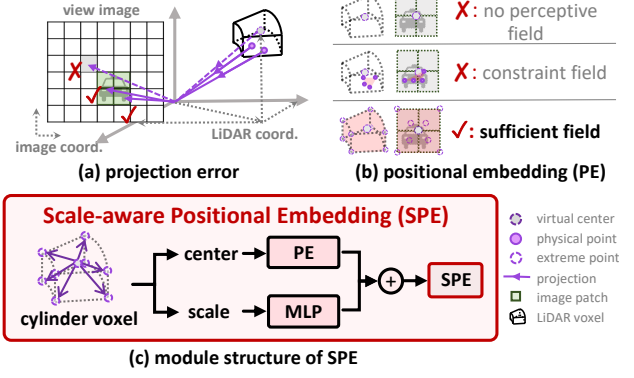 view image
✗
✓
✓
image coord.
LiDAR coord.
(a) projection error
✗: no perceptive
field
✗: constraint field
✓: sufficient field
(b) positional embedding (PE)
Scale-aware Positional Embedding (SPE)
center
PE
scale
MLP
+
SPE
cylinder voxel
virtual center
physical point
extreme point
projection
image patch
LiDAR voxel
(c) module structure of SPE